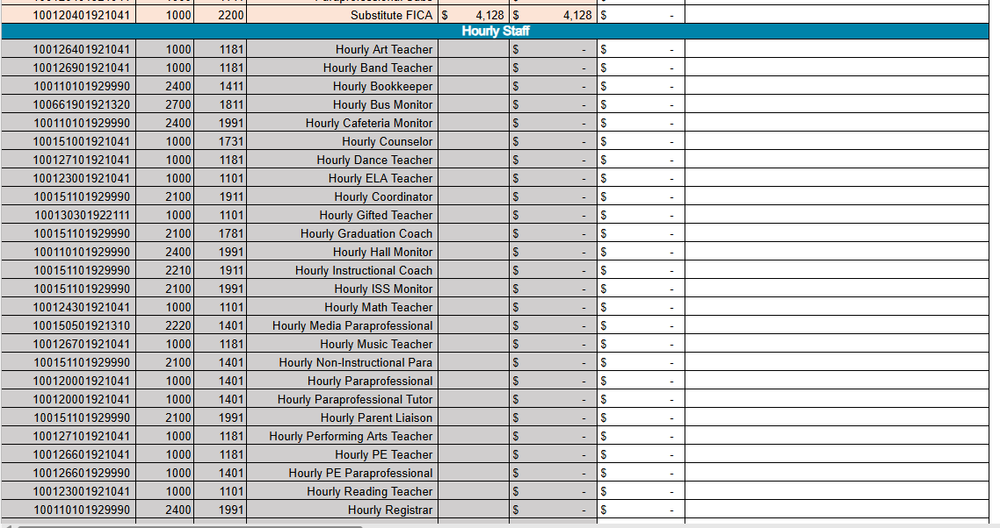 100120401921041 1000 2200 Substitute FICA $ 4,128 $ 4,128 $ -
Hourly Staff
100126401921041 1000 1181 Hourly Art Teacher $ - $ -
100126901921041 1000 1181 Hourly Band Teacher $ - $ -
100110101929990 2400 1411 Hourly Bookkeeper $ - $ -
100661901921320 2700 1811 Hourly Bus Monitor $ - $ -
100110101929990 2400 1991 Hourly Cafeteria Monitor $ - $ -
100151001921041 1000 1731 Hourly Counselor $ - $ -
100127101921041 1000 1181 Hourly Dance Teacher $ - $ -
100123001921041 1000 1101 Hourly ELA Teacher $ - $ -
100151101929990 2100 1911 Hourly Coordinator $ - $ -
100130301922111 1000 1101 Hourly Gifted Teacher $ - $ -
100151101929990 2100 1781 Hourly Graduation Coach $ - $ -
100110101929990 2400 1991 Hourly Hall Monitor $ - $ -
100151101929990 2210 1911 Hourly Instructional Coach $ - $ -
100151101929990 2100 1991 Hourly ISS Monitor $ - $ -
100124301921041 1000 1101 Hourly Math Teacher $ - $ -
100150501921310 2220 1401 Hourly Media Paraprofessional $ - $ -
100126701921041 1000 1181 Hourly Music Teacher $ - $ -
100151101929990 2100 1401 Hourly Non-Instructional Para $ - $ -
100120001921041 1000 1401 Hourly Paraprofessional $ - $ -
100120001921041 1000 1401 Hourly Paraprofessional Tutor $ - $ -
100151101929990 2100 1991 Hourly Parent Liaison $ - $ -
100127101921041 1000 1181 Hourly Performing Arts Teacher $ - $ -
100126601921041 1000 1181 Hourly PE Teacher $ - $ -
100126601929990 1000 1401 Hourly PE Paraprofessional $ - $ -
100123001921041 1000 1101 Hourly Reading Teacher $ - $ -
100110101929990 2400 1991 Hourly Registrar $ - $ -